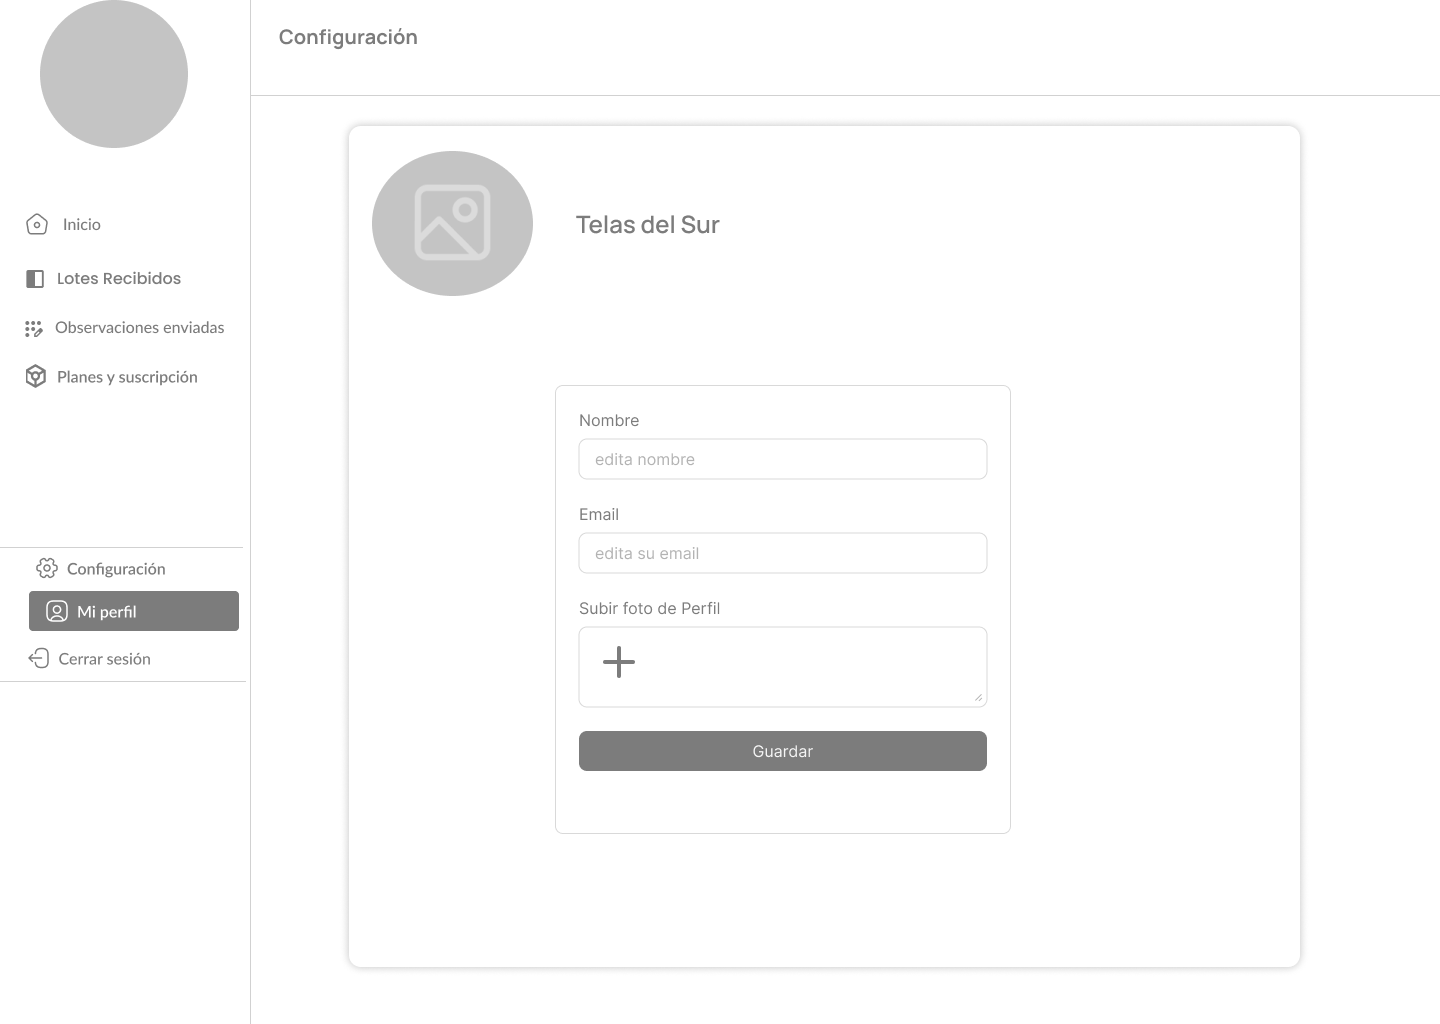 Configuración
Inicio
Lotes Recibidos
Observaciones enviadas
Planes y suscripción
Configuración
Mi perfil
Cerrar sesión
Telas del Sur
Nombre
edita nombre
Email
edita su email
Subir foto de Perfil
Guardar